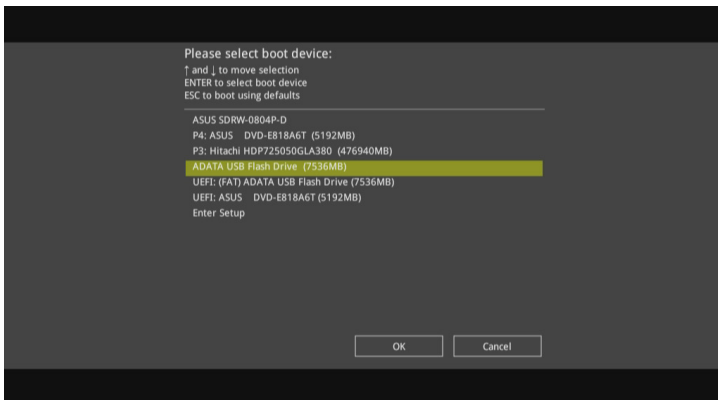 Please select boot device:
↑ and ↓ to move selection
ENTER to select boot device
ESC to boot using defaults
ASUS SDRW-0804P-D
P4: ASUS DVD-E818A6T (5192MB)
P3: Hitachi HDP725050GLA380 (476940MB)
ADATA USB Flash Drive (7536MB)
UEFI: (FAT) ADATA USB Flash Drive (7536MB)
UEFI: ASUS DVD-E818A6T (5192MB)
Enter Setup
OK
Cancel